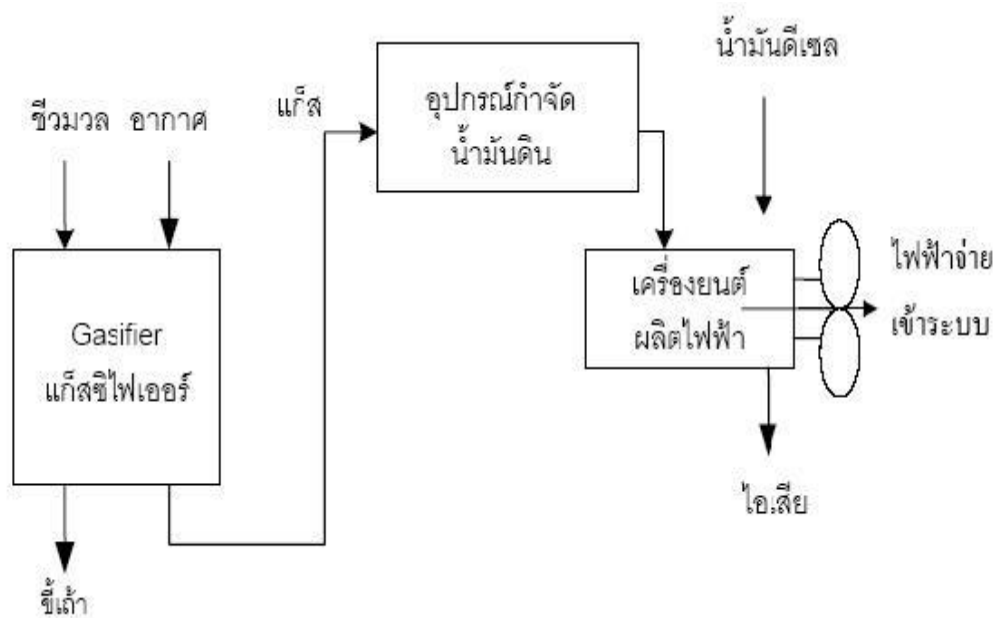 น้ำมันดีเซล
แก๊ส
อุปกรณ์กำจัด
น้ำมันดิน
ชีวมวล อากาศ
Gasifier
แก๊สซิไฟเออร์
เครื่องยนต์
ผลิตไฟฟ้า
ไฟฟ้าจ่าย
เข้าระบบ
ไอเสีย
ขี้เถ้า